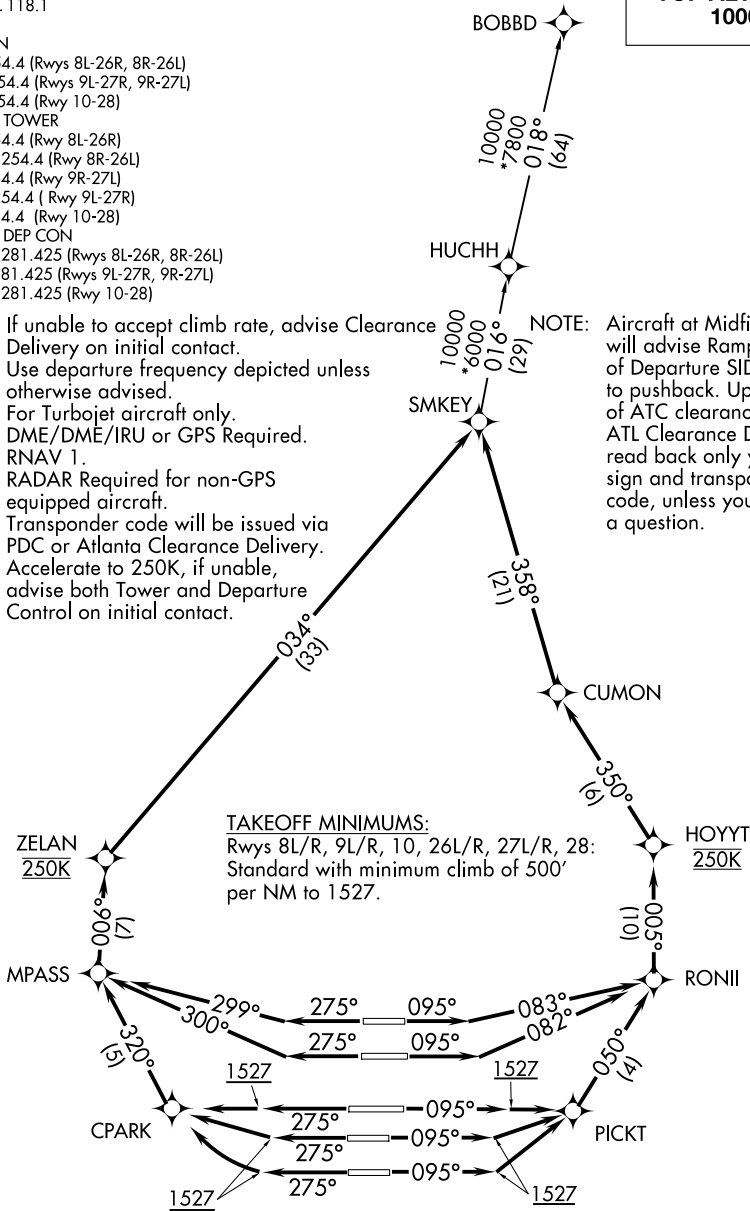 118.1
4.4 (Rwys 8L-26R, 8R-26L)
54.4 (Rwys 9L-27R, 9R-27L)
54.4 (Rwy 10-28)
TOWER
4.4 (Rwy 8L-26R)
254.4 (Rwy 8R-26L)
4.4 (Rwy 9R-27L)
54.4 ( Rwy 9L-27R)
4.4 (Rwy 10-28)
DEP CON
281.425 (Rwys 8L-26R, 8R-26L)
81.425 (Rwys 9L-27R, 9R-27L)
281.425 (Rwy 10-28)
1000
BOBBD
10000
*7800
018°
(64)
HUCHH
10000
*6000
016°
(29)
SMKEY
If unable to accept climb rate, advise Clearance
Delivery on initial contact.
Use departure frequency depicted unless
otherwise advised.
For Turbojet aircraft only.
DME/DME/IRU or GPS Required.
RNAV 1.
RADAR Required for non-GPS
equipped aircraft.
Transponder code will be issued via
PDC or Atlanta Clearance Delivery.
Accelerate to 250K, if unable,
advise both Tower and Departure
Control on initial contact.
NOTE: Aircraft at Midfi
will advise Ramp
of Departure SID
to pushback. Up
of ATC clearanc
ATL Clearance D
read back only y
sign and transpo
code, unless you
a question.
034°
(33)
358°
(21)
CUMON
350°
(6)
ZELAN
250K
TAKEOFF MINIMUMS:
Rwys 8L/R, 9L/R, 10, 26L/R, 27L/R, 28:
Standard with minimum climb of 500'
per NM to 1527.
HOYYT
250K
006°
(7)
005°
(10)
MPASS
RONII
299° 275° 095° 083°
300° 275° 095° 082°
320°
(5)
050°
(4)
1527
1527
CPARK
PICKT
275° 095°
275° 095°
275° 095°
1527
1527